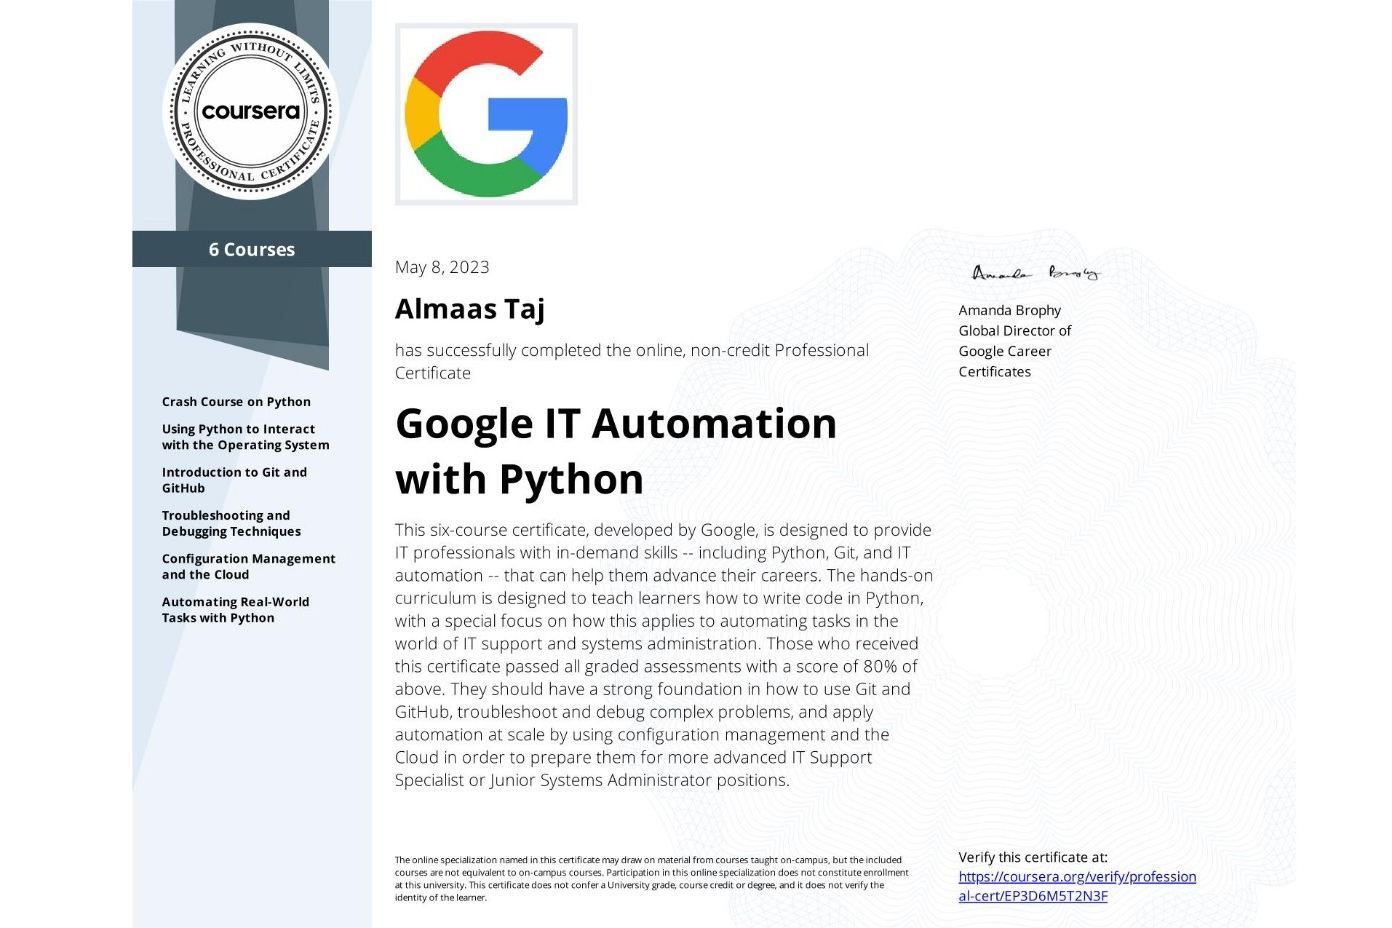 LEARNING WITHOUT LIMITS
coursera
PROFESSIONAL CERTIFICATE
6 Courses
Crash Course on Python
Using Python to Interact
with the Operating System
Introduction to Git and
GitHub
Troubleshooting and
Debugging Techniques
Configuration Management
and the Cloud
Automating Real-World
Tasks with Python
G
May 8, 2023
Almaas Taj
has successfully completed the online, non-credit Professional
Certificate
Google IT Automation
with Python
This six-course certificate, developed by Google, is designed to provide
IT professionals with in-demand skills -- including Python, Git, and IT
automation -- that can help them advance their careers. The hands-on
curriculum is designed to teach learners how to write code in Python,
with a special focus on how this applies to automating tasks in the
world of IT support and systems administration. Those who received
this certificate passed all graded assessments with a score of 80% of
above. They should have a strong foundation in how to use Git and
GitHub, troubleshoot and debug complex problems, and apply
automation at scale by using configuration management and the
Cloud in order to prepare them for more advanced IT Support
Specialist or Junior Systems Administrator positions.
The online specialization named in this certificate may draw on material from courses taught on-campus, but the included
courses are not equivalent to on-campus courses. Participation in this online specialization does not constitute enrollment
at this university. This certificate does not confer a University grade, course credit or degree, and it does not verify the
identity of the learner.
Amanda Brophy
Amanda Brophy
Global Director of
Google Career
Certificates
Verify this certificate at:
https://coursera.org/verify/profession
al-cert/EP3D6M5T2N3F